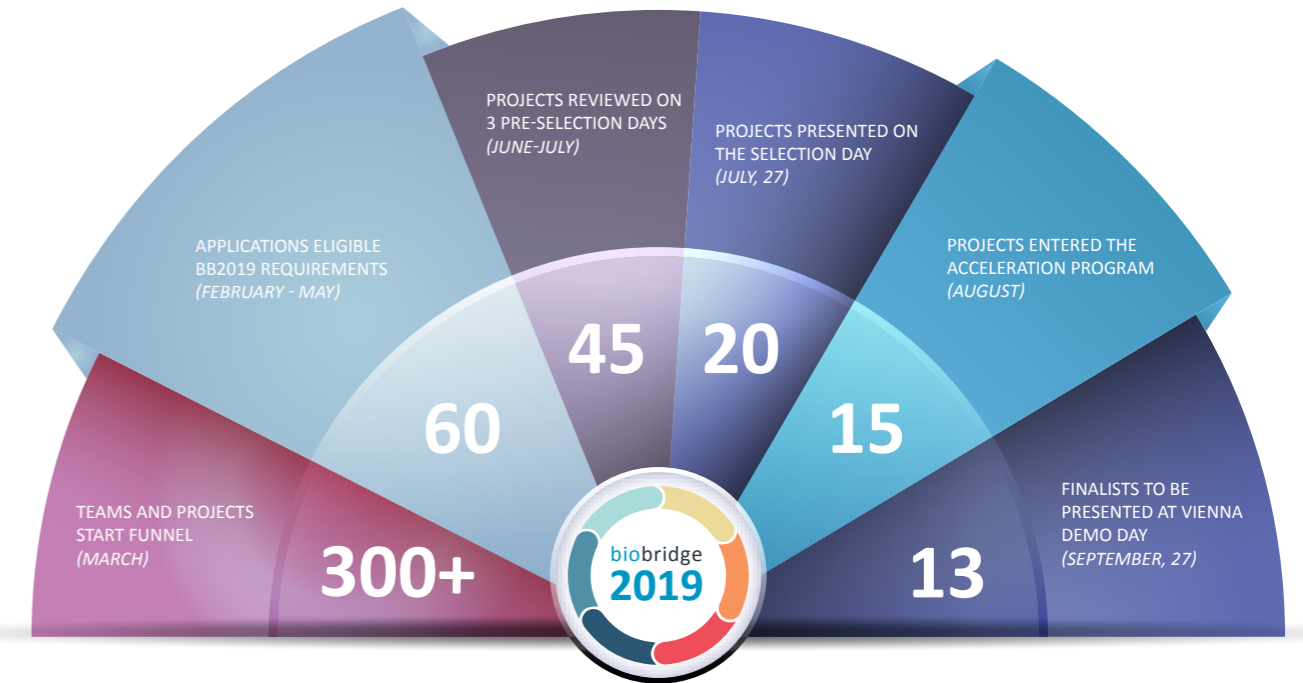 TEAMS AND PROJECTS
START FUNNEL
(MARCH)
300+
APPLICATIONS ELIGIBLE
BB2019 REQUIREMENTS
(FEBRUARY - MAY)
60
PROJECTS REVIEWED ON
3 PRE-SELECTION DAYS
(JUNE-JULY)
45
PROJECTS PRESENTED ON
THE SELECTION DAY
(JULY, 27)
20
PROJECTS ENTERED THE
ACCELERATION PROGRAM
(AUGUST)
15
FINALISTS TO BE
PRESENTED AT VIENNA
DEMO DAY
(SEPTEMBER, 27)
13
biobridge
2019